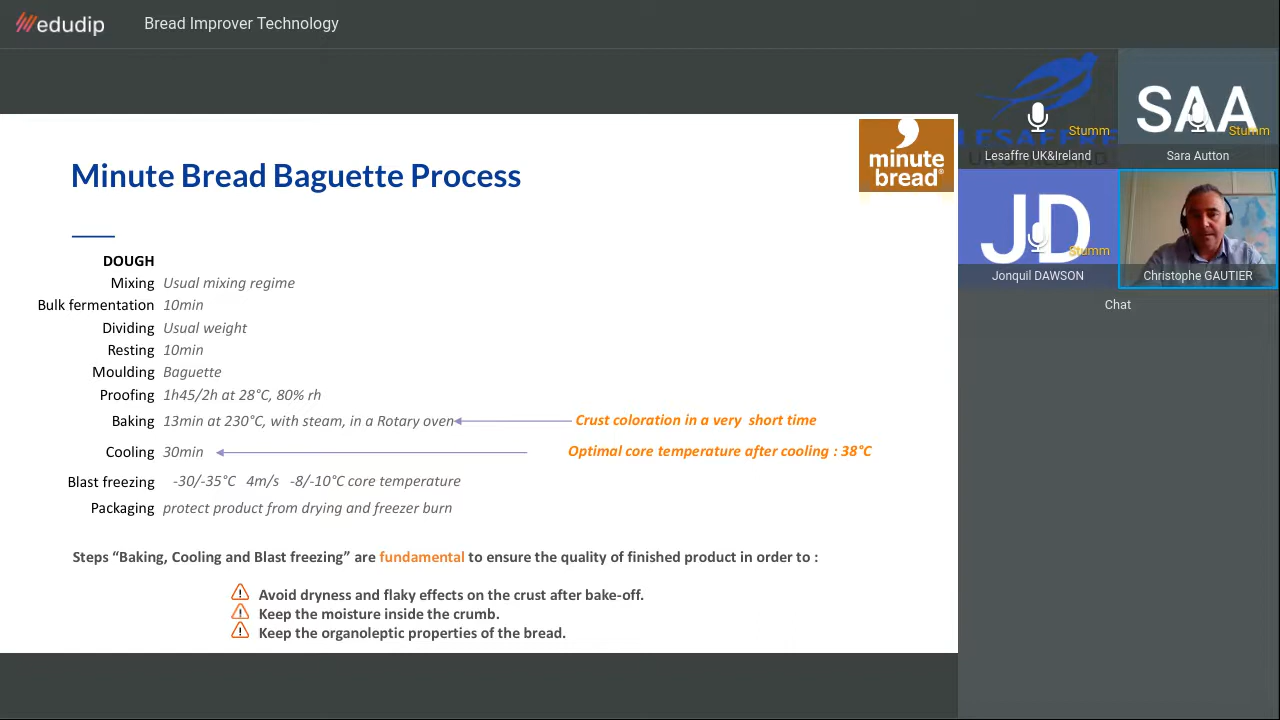 edudip
Bread Improver Technology
minute
bread®
Minute Bread Baguette Process
DOUGH
Mixing Usual mixing regime
Bulk fermentation 10min
Dividing Usual weight
Resting 10min
Moulding Baguette
Proofing 1h45/2h at 28°C, 80% rh
Baking 13min at 230°C, with steam, in a Rotary oven Crust coloration in a very short time
Cooling 30min Optimal core temperature after cooling : 38°C
Blast freezing -30/-35°C 4m/s -8/-10°C core temperature
Packaging protect product from drying and freezer burn
Steps “Baking, Cooling and Blast freezing” are fundamental to ensure the quality of finished product in order to :
Avoid dryness and flaky effects on the crust after bake-off.
Keep the moisture inside the crumb.
Keep the organoleptic properties of the bread.
LESAFFRE
Stumm
Lesaffre UK&Ireland
SAA
Stumm
Sara Autton
JD
Stumm
Jonquil DAWSON
Christophe GAUTIER
Chat